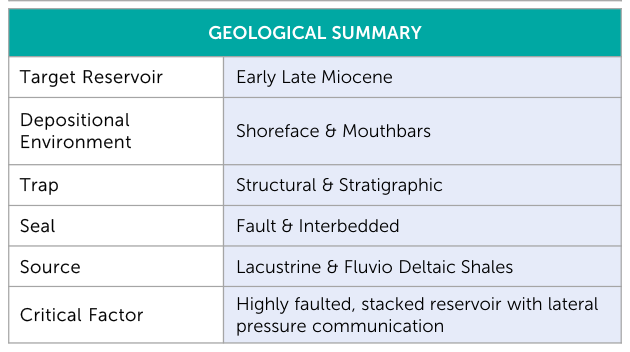 GEOLOGICAL SUMMARY
Target Reservoir
Early Late Miocene
Depositional
Environment
Shoreface & Mouthbars
Trap
Structural & Stratigraphic
Seal
Fault & Interbedded
Source
Lacustrine & Fluvio Deltaic Shales
Critical Factor
Highly faulted, stacked reservoir with lateral
pressure communication